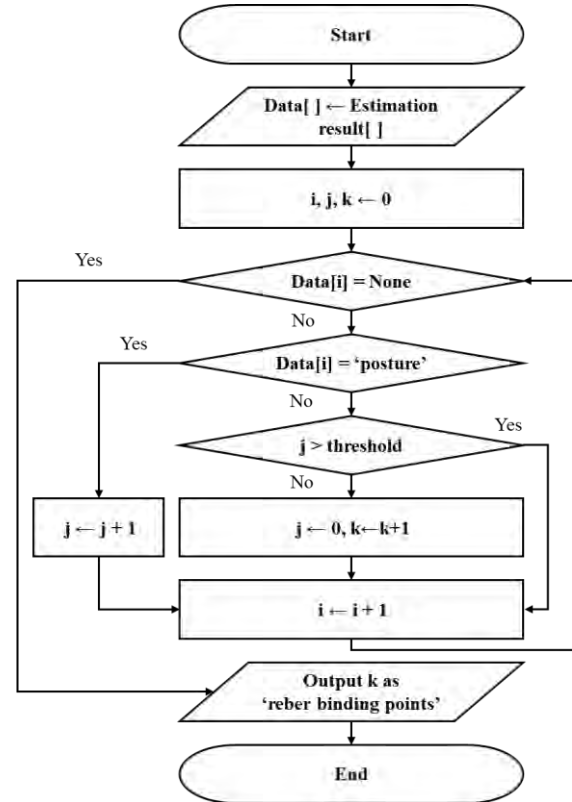 Start
Data[ ] ← Estimation
result[ ]
i, j, k ← 0
Yes
Data[i] = None
No
Yes
Data[i] = ‘posture’
No
Yes
j > threshold
No
j ← j + 1
j ← 0, k←k+1
i ← i + 1
Output k as
‘reber binding points’
End